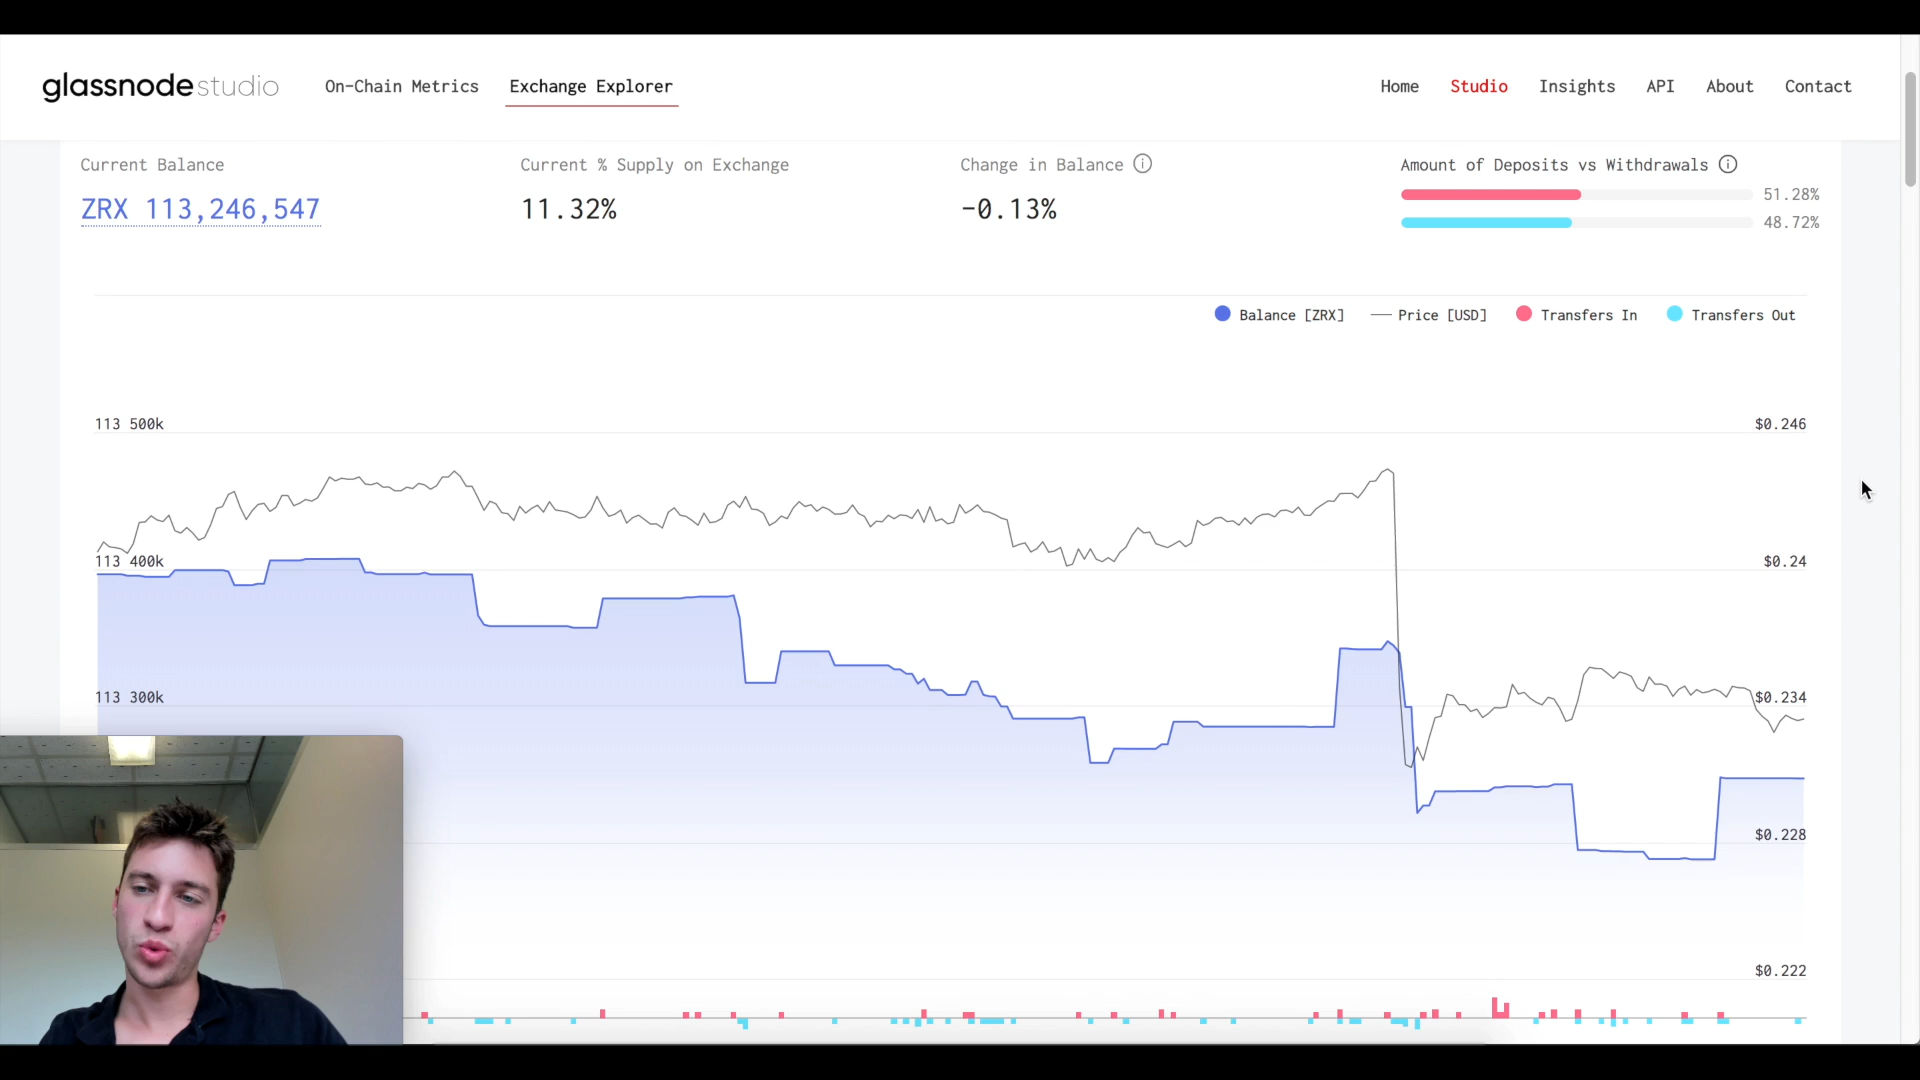 glassnodestudio On-Chain Metrics Exchange Explorer Home Studio Insights API About Contact
Current Balance Current % Supply on Exchange Change in Balance Amount of Deposits vs Withdrawals
ZRX 113,246,547 11.32% -0.13% 51.28%
48.72%
Balance [ZRX] Price [USD] Transfers In Transfers Out
113 500k $0.246
113 400k $0.24
113 300k $0.234
$0.228
$0.222